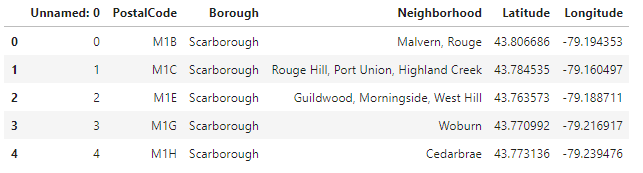 Unnamed: 0 PostalCode Borough Neighborhood Latitude Longitude
0 0 M1B Scarborough Malvern, Rouge 43.806686 -79.194353
1 1 M1C Scarborough Rouge Hill, Port Union, Highland Creek 43.784535 -79.160497
2 2 M1E Scarborough Guildwood, Morningside, West Hill 43.763573 -79.188711
3 3 M1G Scarborough Woburn 43.770992 -79.216917
4 4 M1H Scarborough Cedarbrae 43.773136 -79.239476